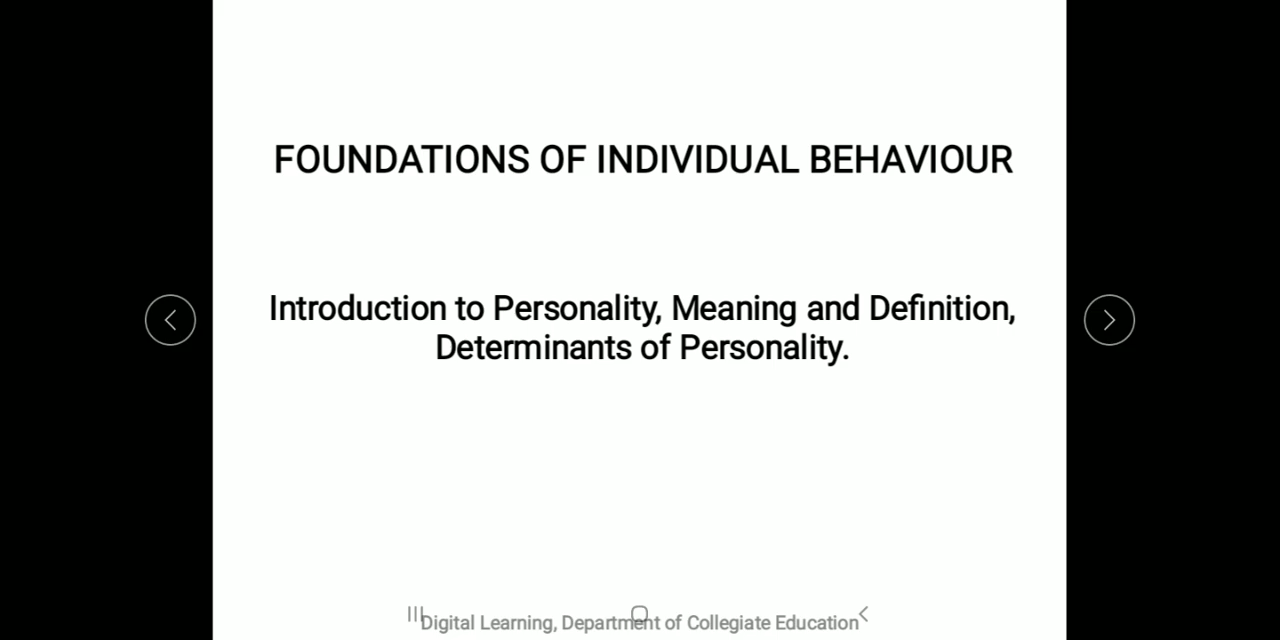 FOUNDATIONS OF INDIVIDUAL BEHAVIOUR
Introduction to Personality, Meaning and Definition,
Determinants of Personality.
Digital Learning, Department of Collegiate Education